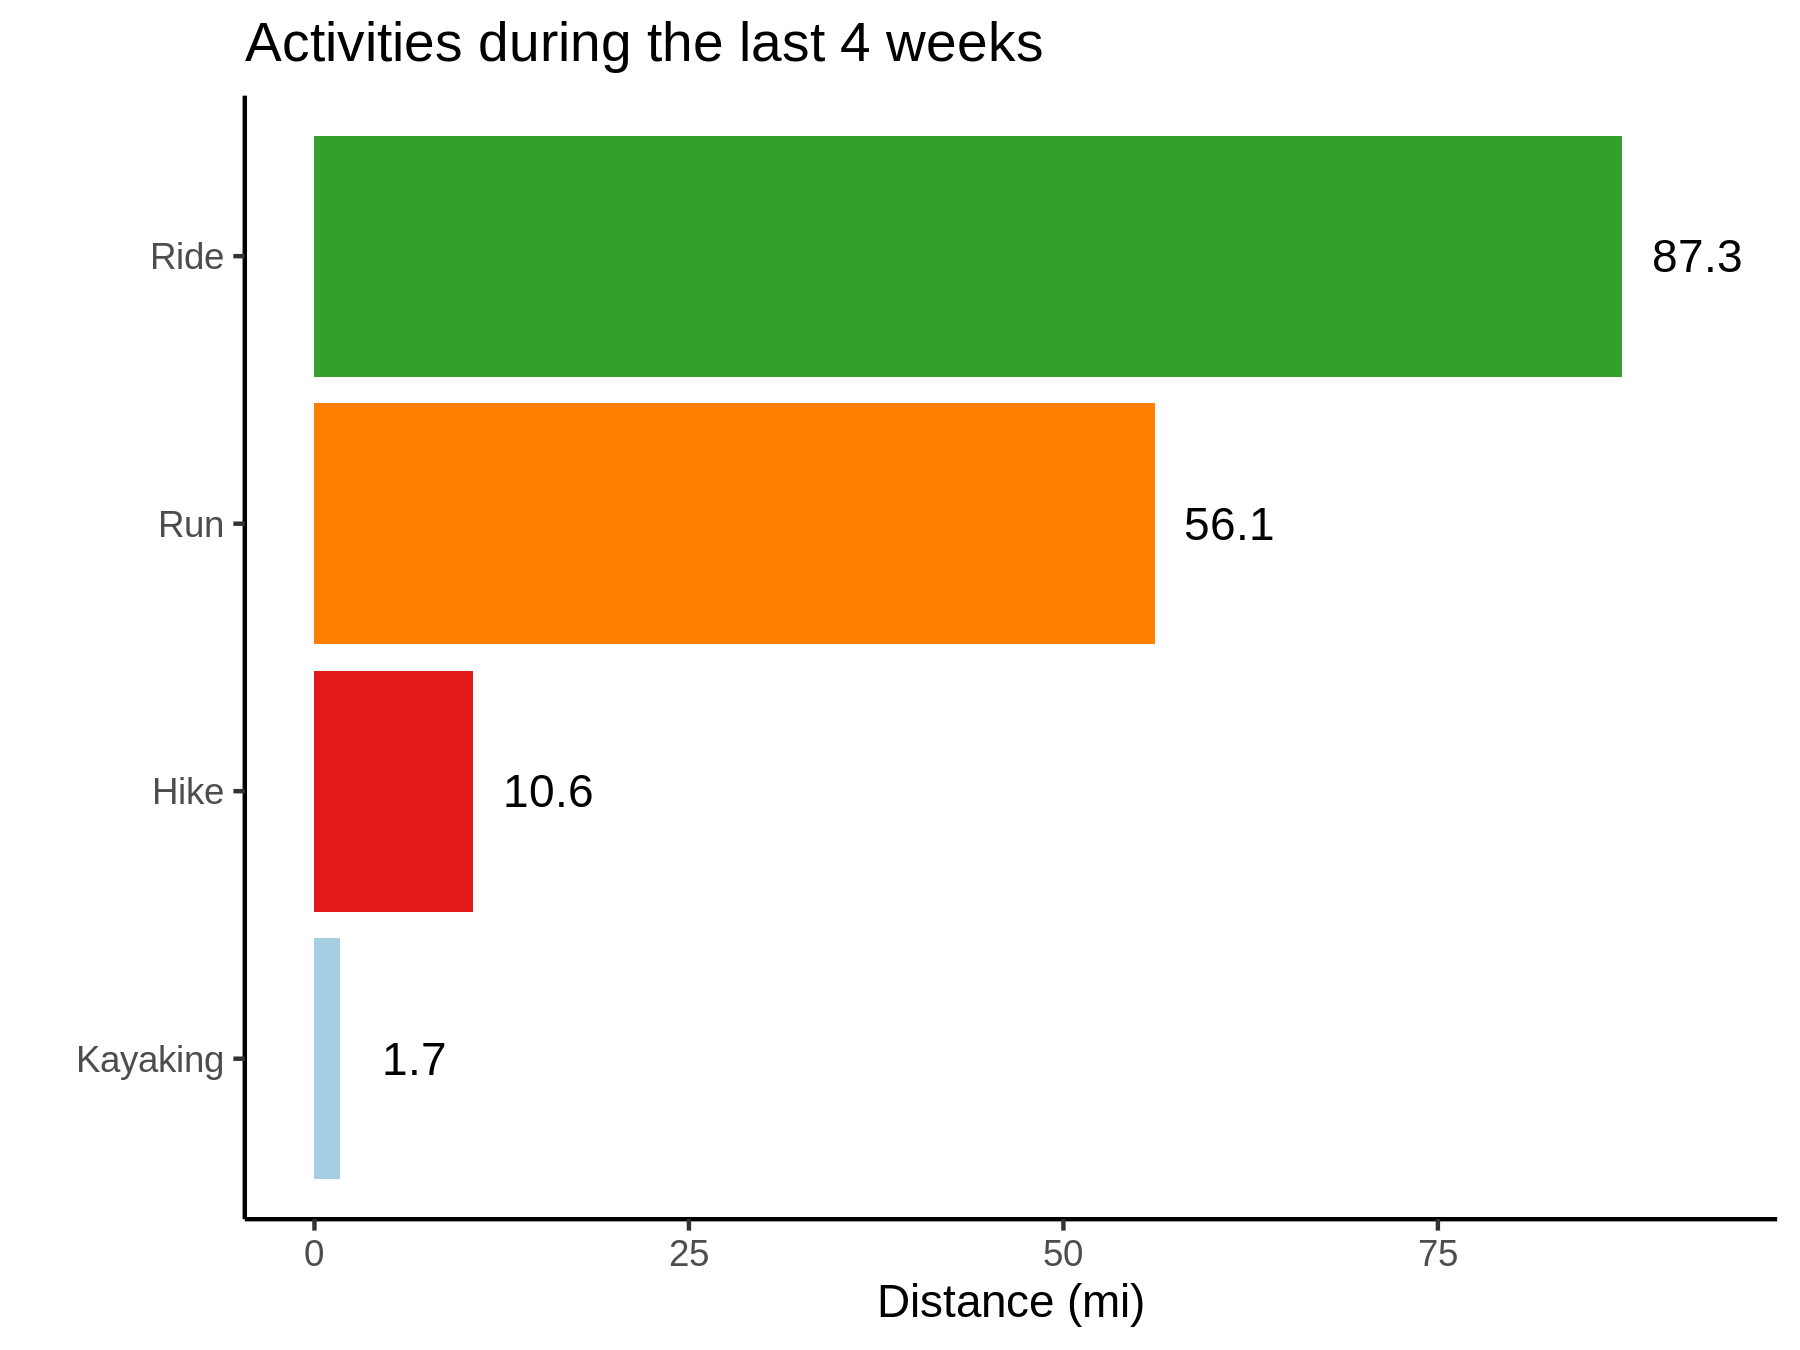 Activities during the last 4 weeks
Ride 87.3
Run 56.1
Hike 10.6
Kayaking 1.7
0 25 50 75
Distance (mi)